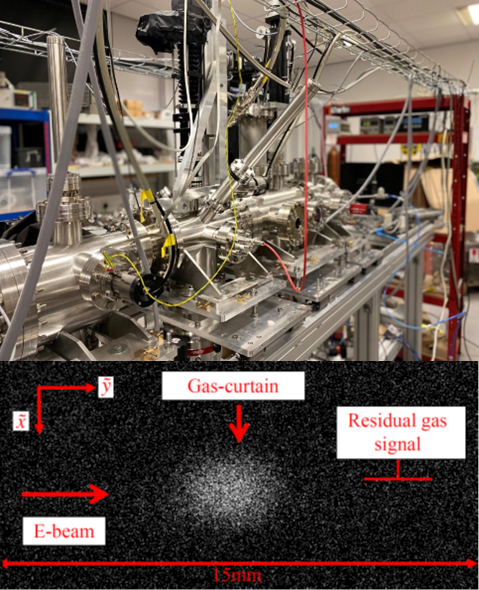 ỹ
Gas-curtain
x̃
Residual gas
signal
E-beam
15mm